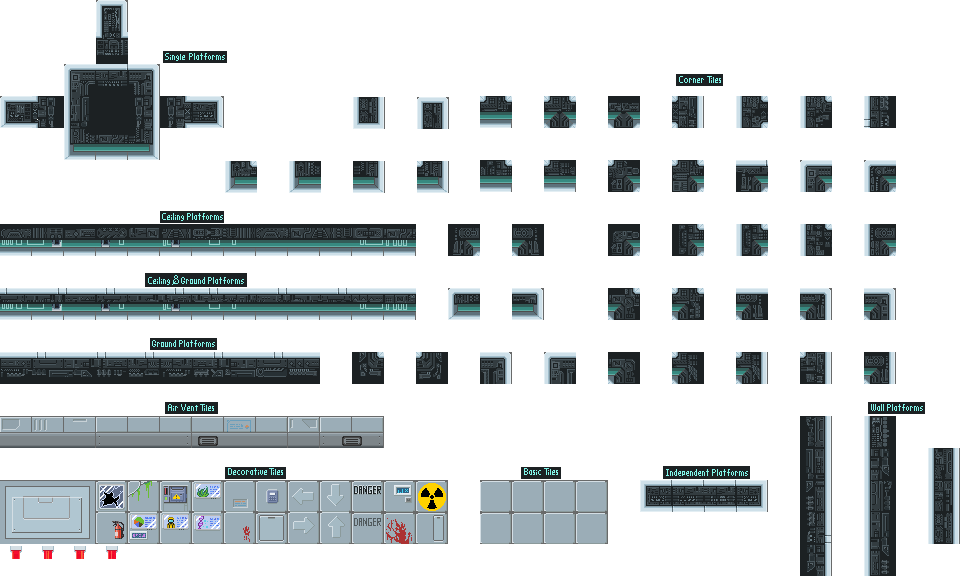 Single Platforms
Corner Tiles
Ceiling Platforms
Ceiling & Ground Platforms
Ground Platforms
Air Vent Tiles
Wall Platforms
Decorative Tiles
Basic Tiles
Independent Platforms
DANGER
DANGER